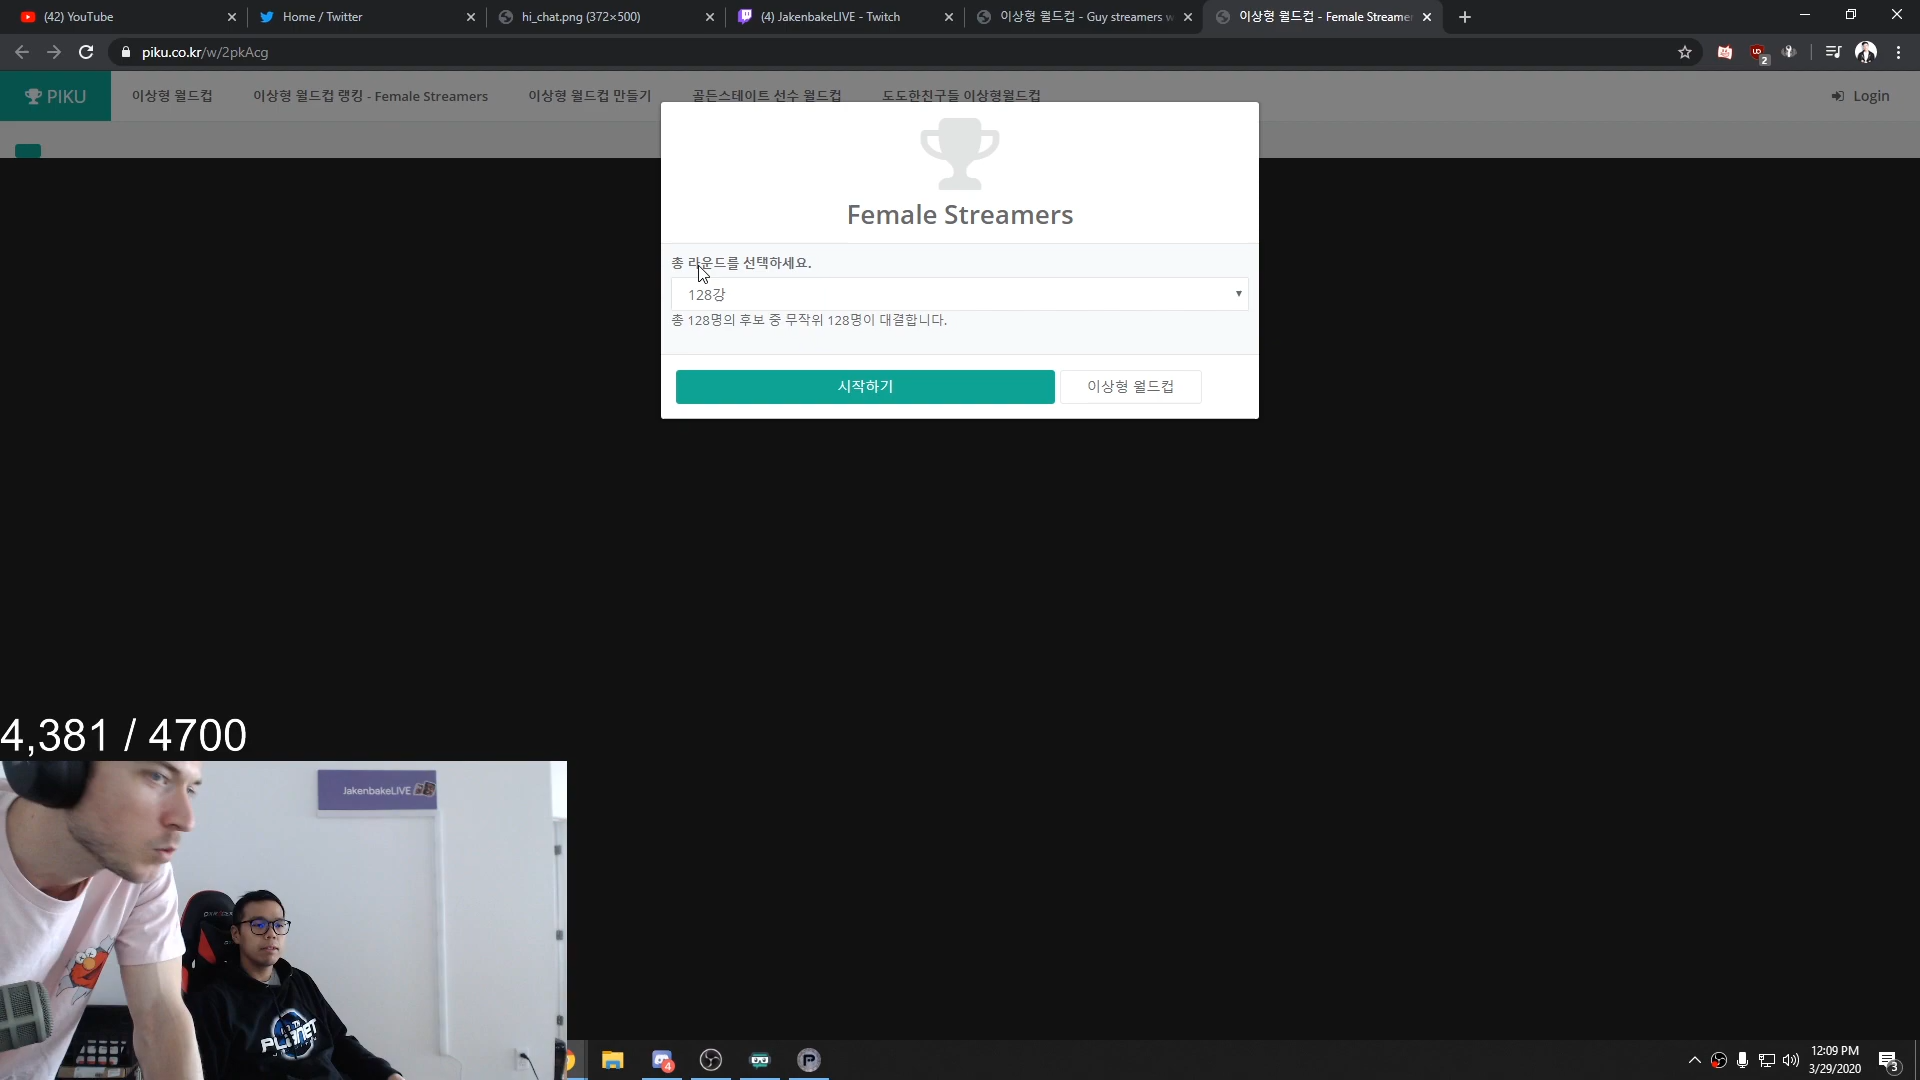 (42) YouTube
Home / Twitter
hi_chat.png (372×500)
(4) JakenbakeLIVE - Twitch
이상형 월드컵 - Guy streamers w
이상형 월드컵 - Female Streamer
piku.co.kr/w/2pkAcg
2
PIKU
이상형 월드컵
이상형 월드컵 랭킹 - Female Streamers
이상형 월드컵 만들기
골든스테이트 선수 월드컵
도도한친구들 이상형월드컵
Login
Female Streamers
총 라운드를 선택하세요.
128강
총 128명의 후보 중 무작위 128명이 대결합니다.
시작하기
이상형 월드컵
4,381 / 4700
JakenbakeLIVE
PLANET
4
12:09 PM
3/29/2020
3